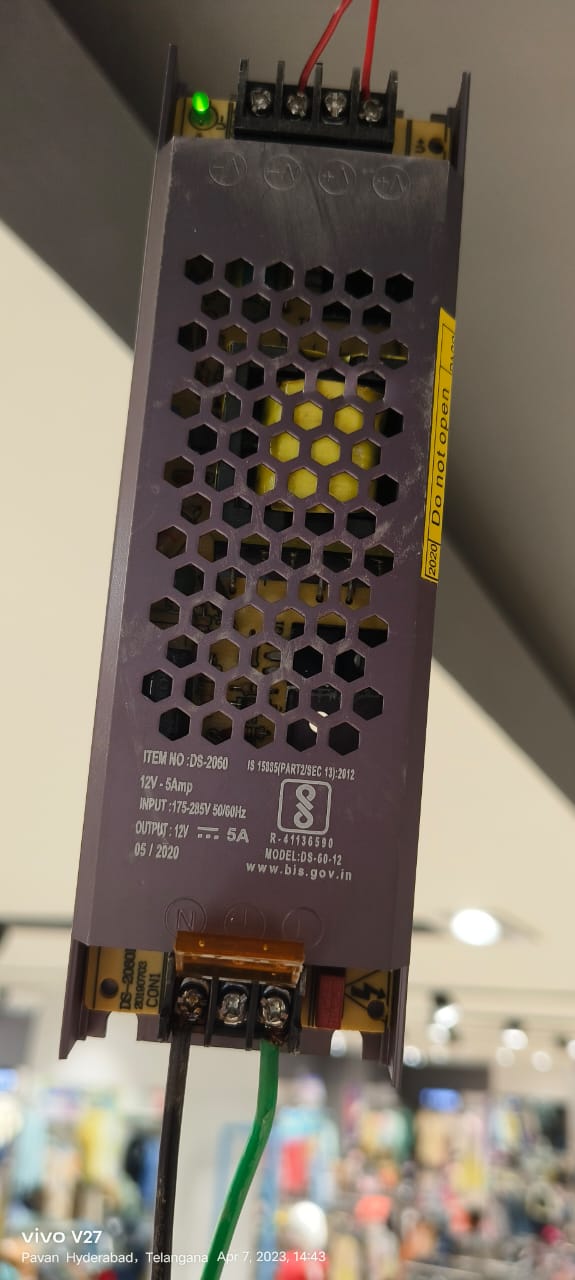 -V -V +V +V
Do not open
2020
ITEM NO :DS-2060
12V - 5Amp
INPUT :175-285V 50/60Hz
OUTPUT : 12V 5A
05 / 2020
IS 15885(PART2/SEC 13):2012
R-41136590
MODEL:DS-60-12
www.bis.gov.in
N L
CON1
vivo V27
Pavan Hyderabad, Telangana Apr 7, 2023, 14:43